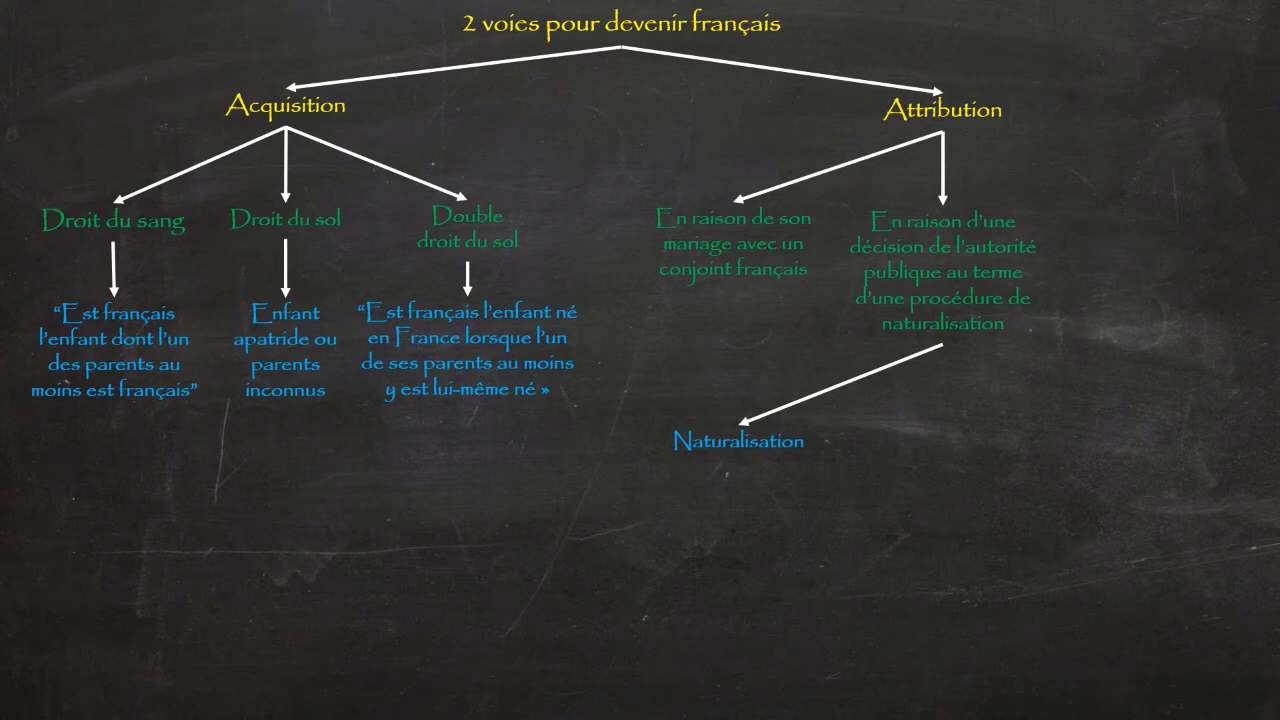 2 voies pour devenir français
Acquisition
Attribution
Droit du sang
Droit du sol
Double
droit du sol
En raison de son
mariage avec un
conjoint français
En raison d’une
décision de l’autorité
publique au terme
d’une procédure de
naturalisation
“Est français
l’enfant dont l’un
des parents au
moins est français”
Enfant
apatride ou
parents
inconnus
“Est français l’enfant né
en France lorsque l’un
de ses parents au moins
y est lui-même né »
Naturalisation